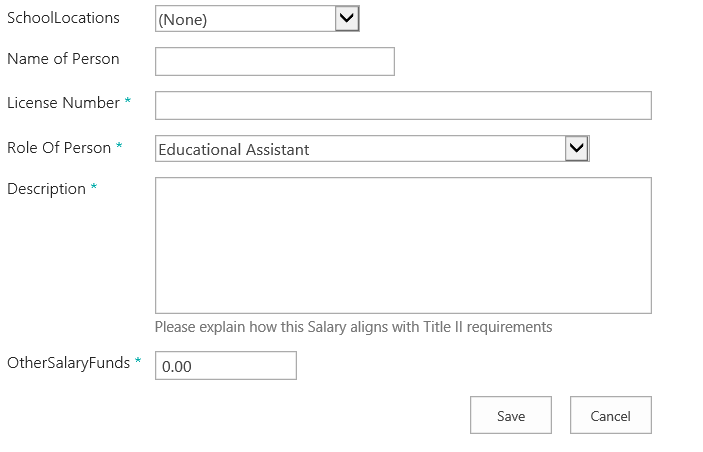 SchoolLocations (None)
Name of Person
License Number *
Role Of Person * Educational Assistant
Description *
Please explain how this Salary aligns with Title II requirements
OtherSalaryFunds * 0.00
Save Cancel